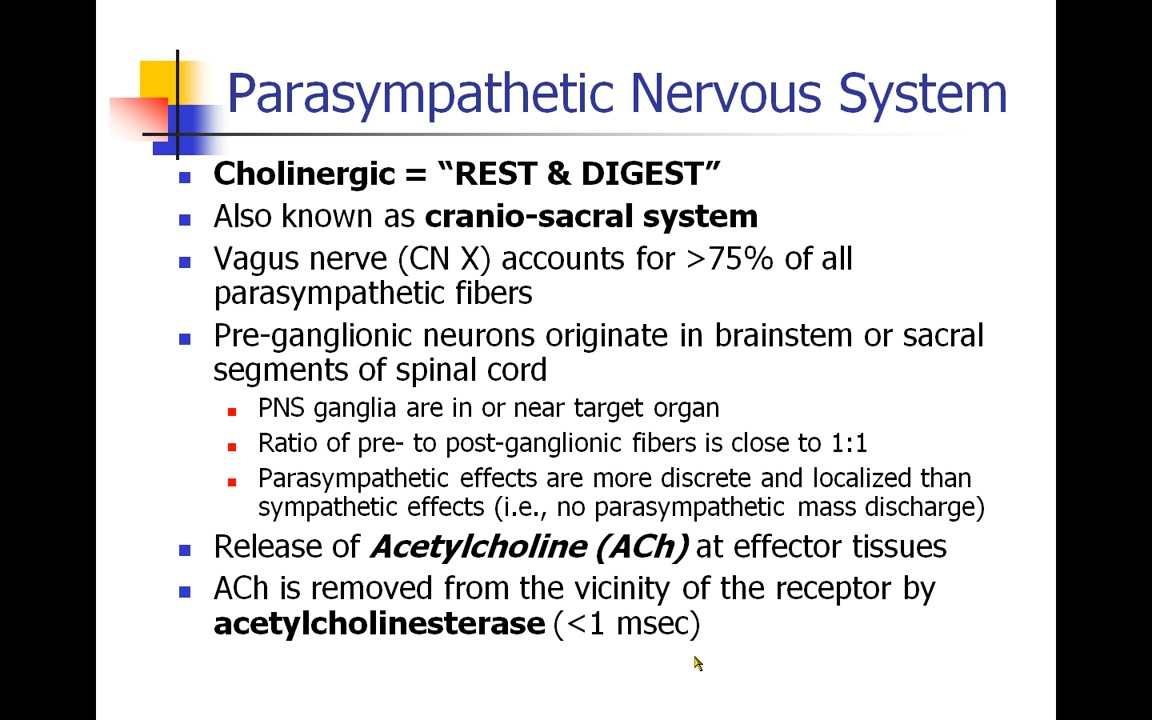 Parasympathetic Nervous System
Cholinergic = “REST & DIGEST”
Also known as cranio-sacral system
Vagus nerve (CN X) accounts for >75% of all
parasympathetic fibers
Pre-ganglionic neurons originate in brainstem or sacral
segments of spinal cord
PNS ganglia are in or near target organ
Ratio of pre- to post-ganglionic fibers is close to 1:1
Parasympathetic effects are more discrete and localized than
sympathetic effects (i.e., no parasympathetic mass discharge)
Release of Acetylcholine (ACh) at effector tissues
ACh is removed from the vicinity of the receptor by
acetylcholinesterase (<1 msec)